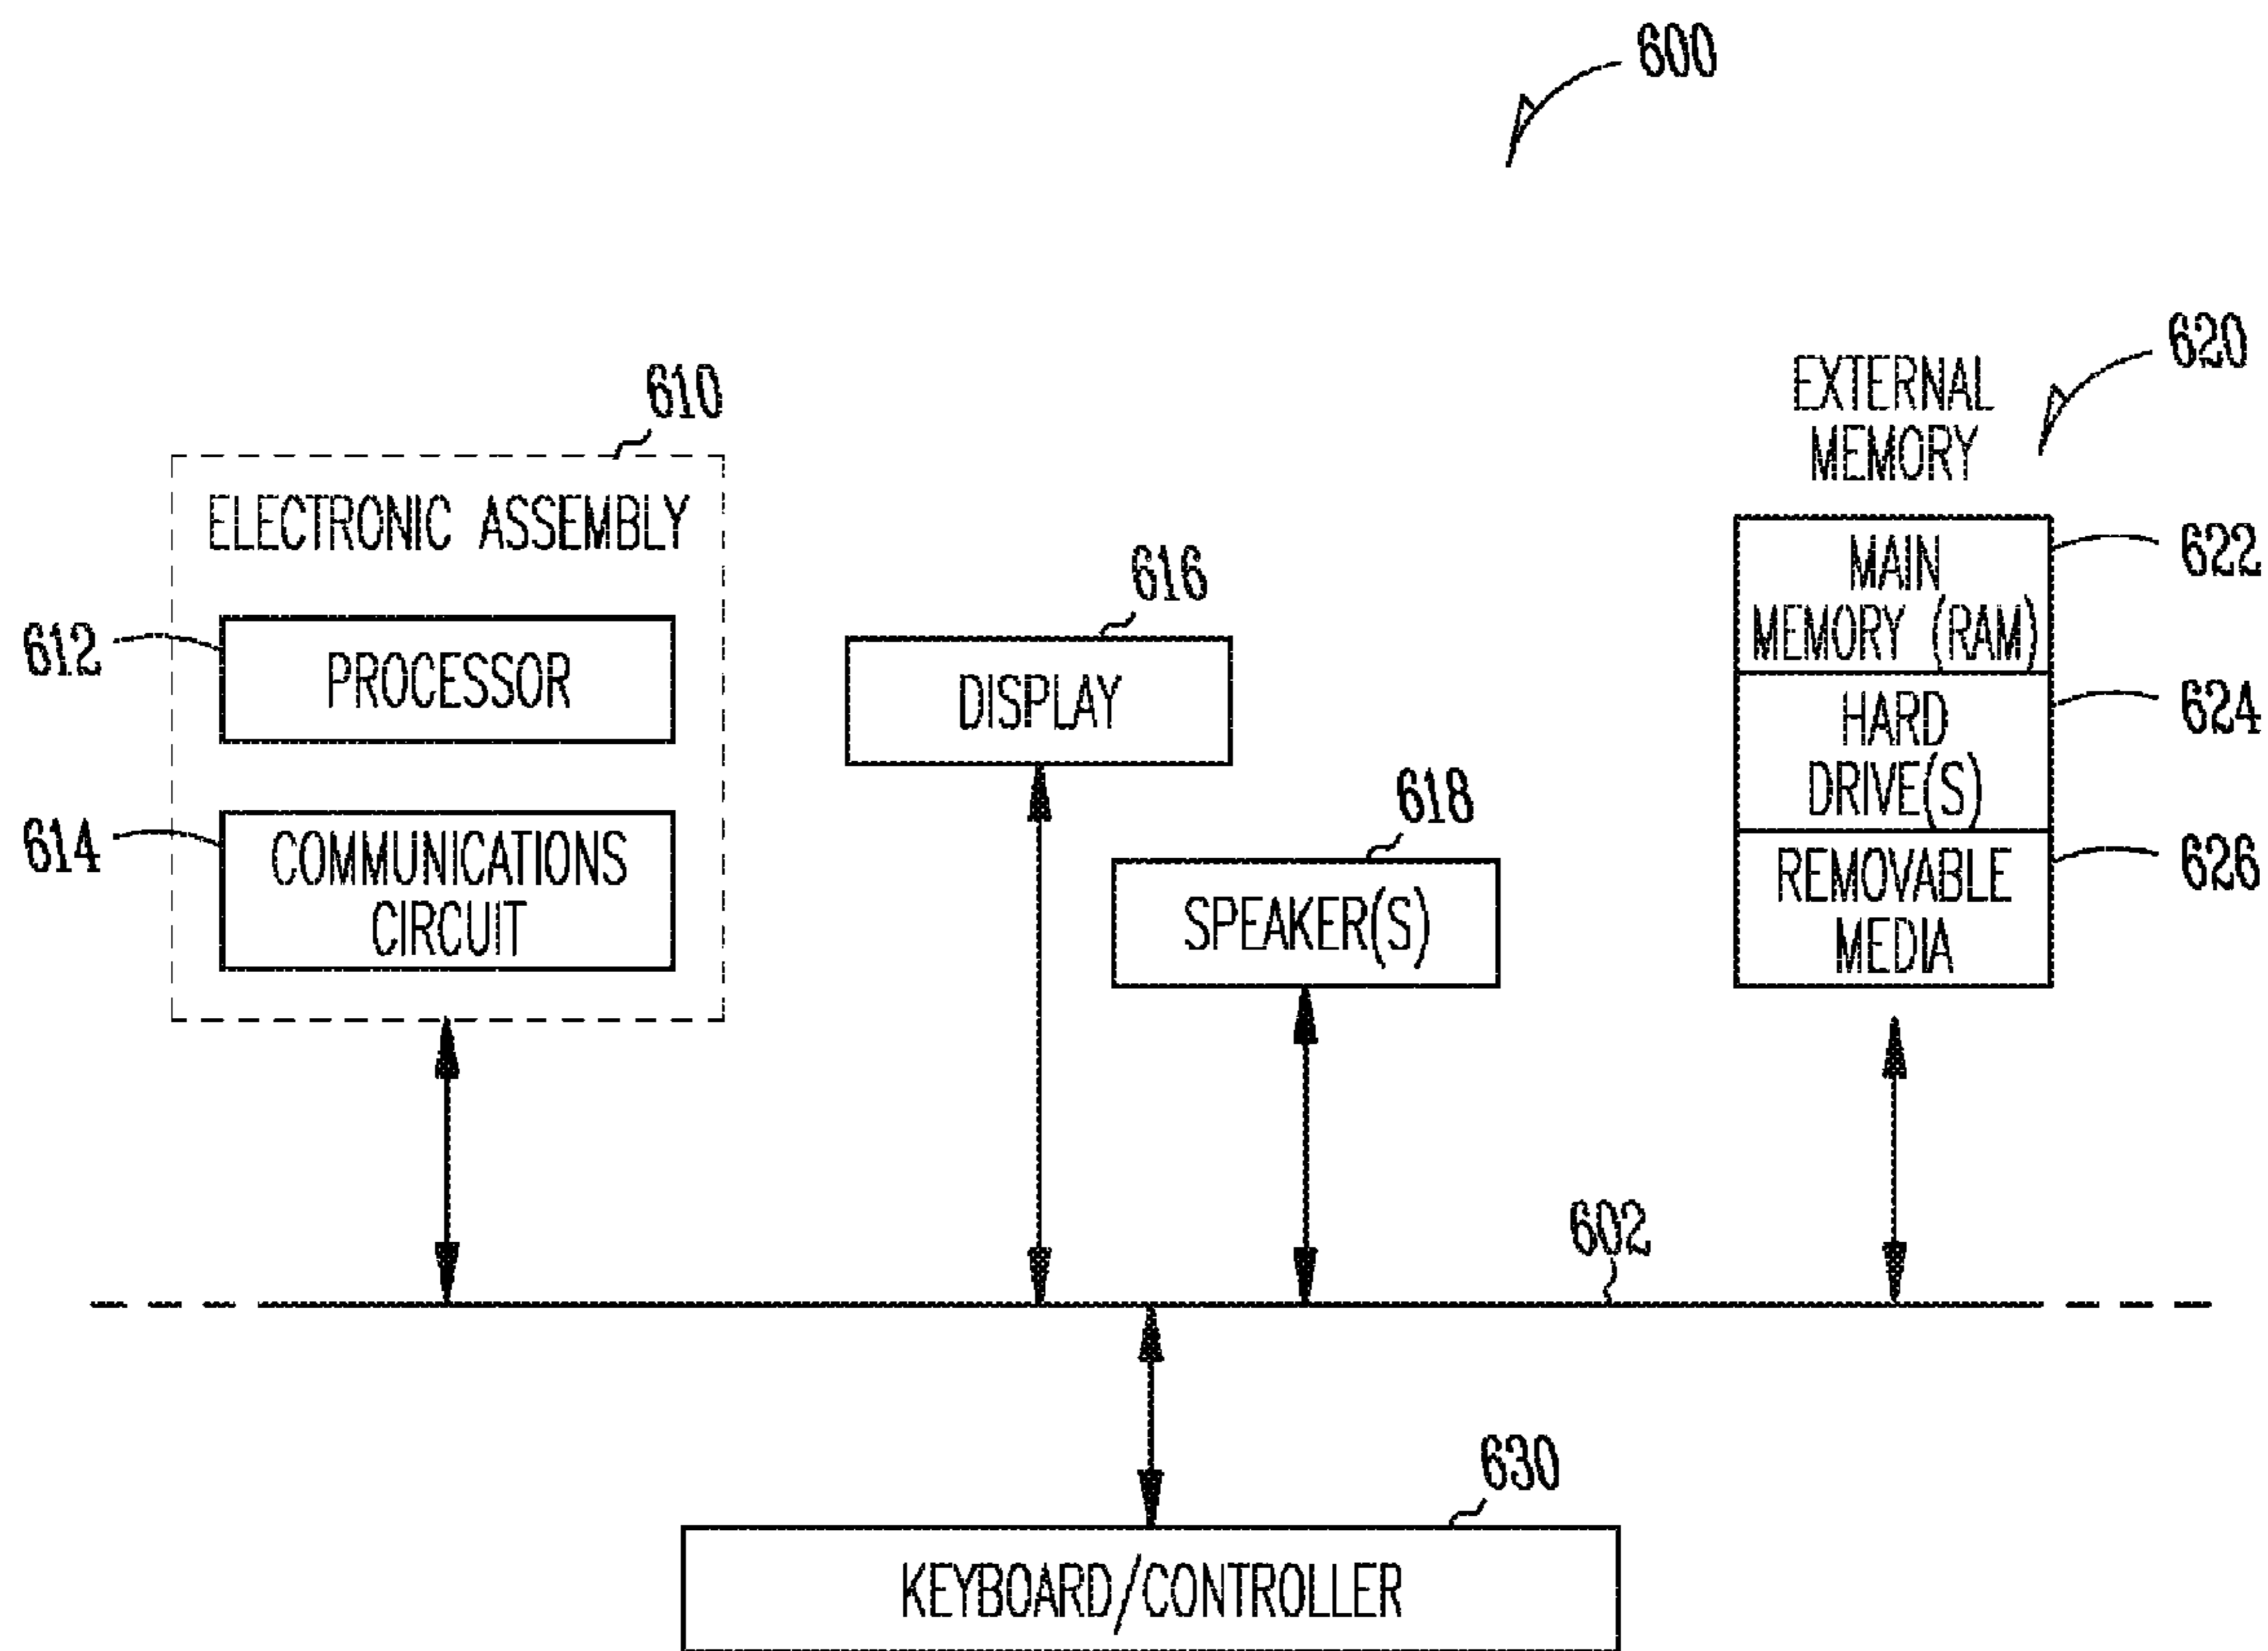 600
620
EXTERNAL
MEMORY
610
ELECTRONIC ASSEMBLY
612
PROCESSOR
614
COMMUNICATIONS
CIRCUIT
616
DISPLAY
618
SPEAKER(S)
622
MAIN
MEMORY (RAM)
624
HARD
DRIVE(S)
626
REMOVABLE
MEDIA
602
630
KEYBOARD/CONTROLLER